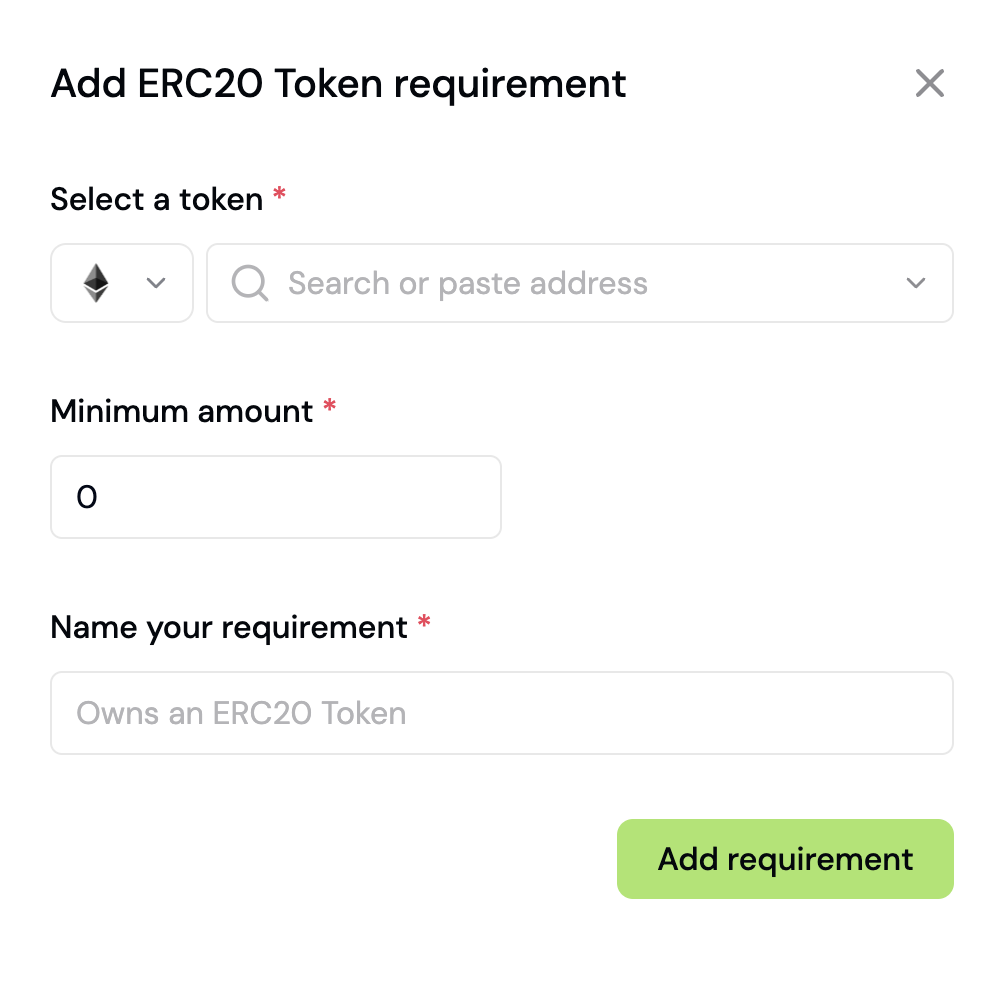 Add ERC20 Token requirement
Select a token *
Search or paste address
Minimum amount *
0
Name your requirement *
Owns an ERC20 Token
Add requirement